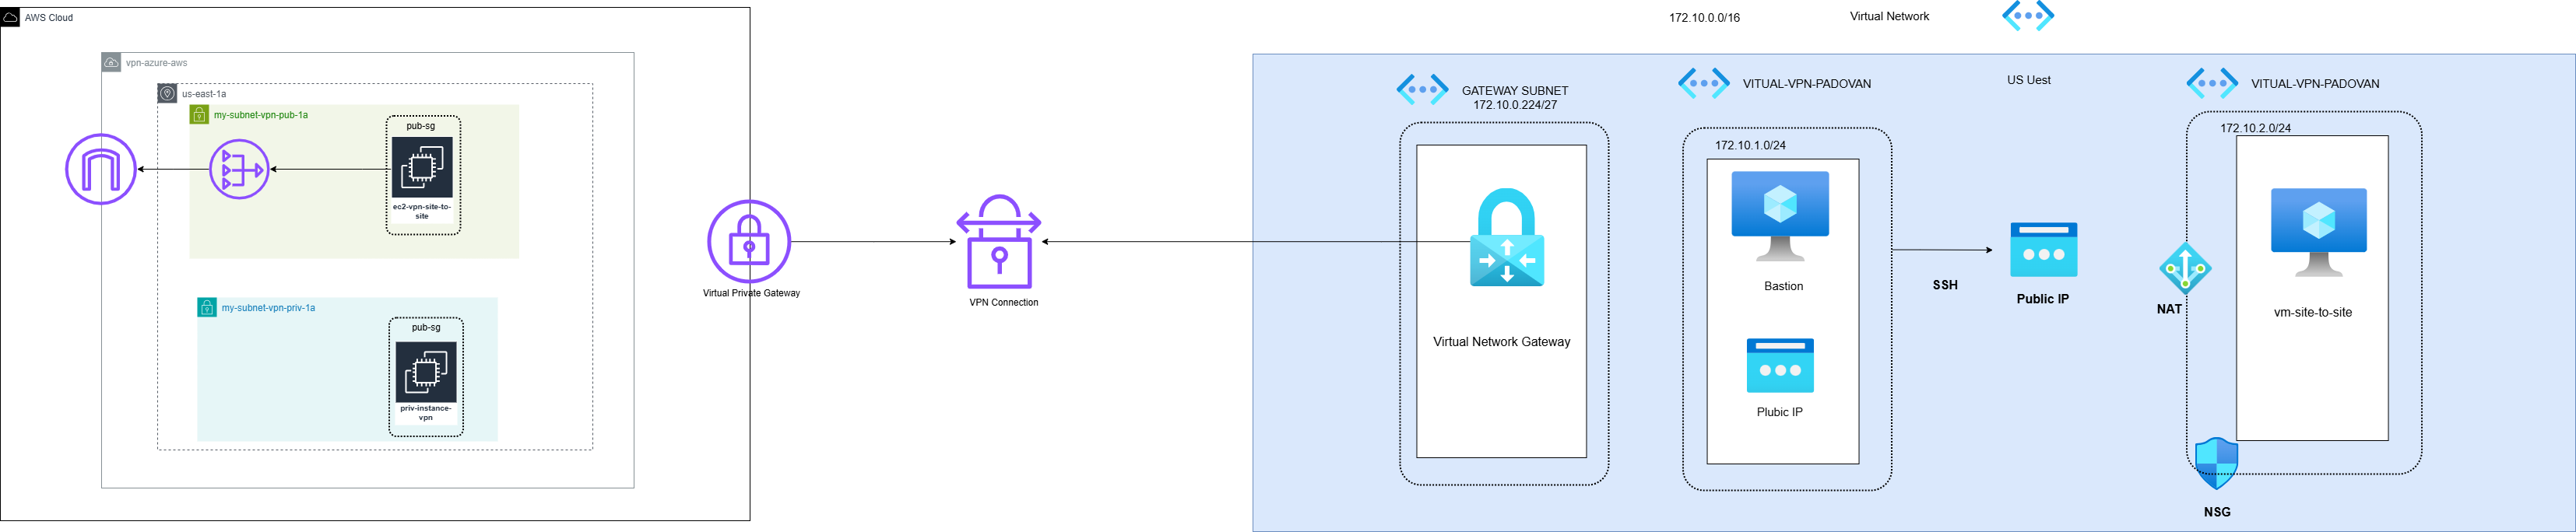 AWS Cloud
vpn-azure-aws
us-east-1a
my-subnet-vpn-pub-1a
pub-sg
ec2-vpn-site-to-
site
my-subnet-vpn-priv-1a
pub-sg
priv-instance-
vpn
Virtual Private Gateway
VPN Connection
172.10.0.0/16
Virtual Network
GATEWAY SUBNET
172.10.0.224/27
Virtual Network Gateway
VITUAL-VPN-PADOVAN
172.10.1.0/24
Bastion
Plubic IP
US Uest
SSH
Public IP
VITUAL-VPN-PADOVAN
172.10.2.0/24
NAT
vm-site-to-site
NSG